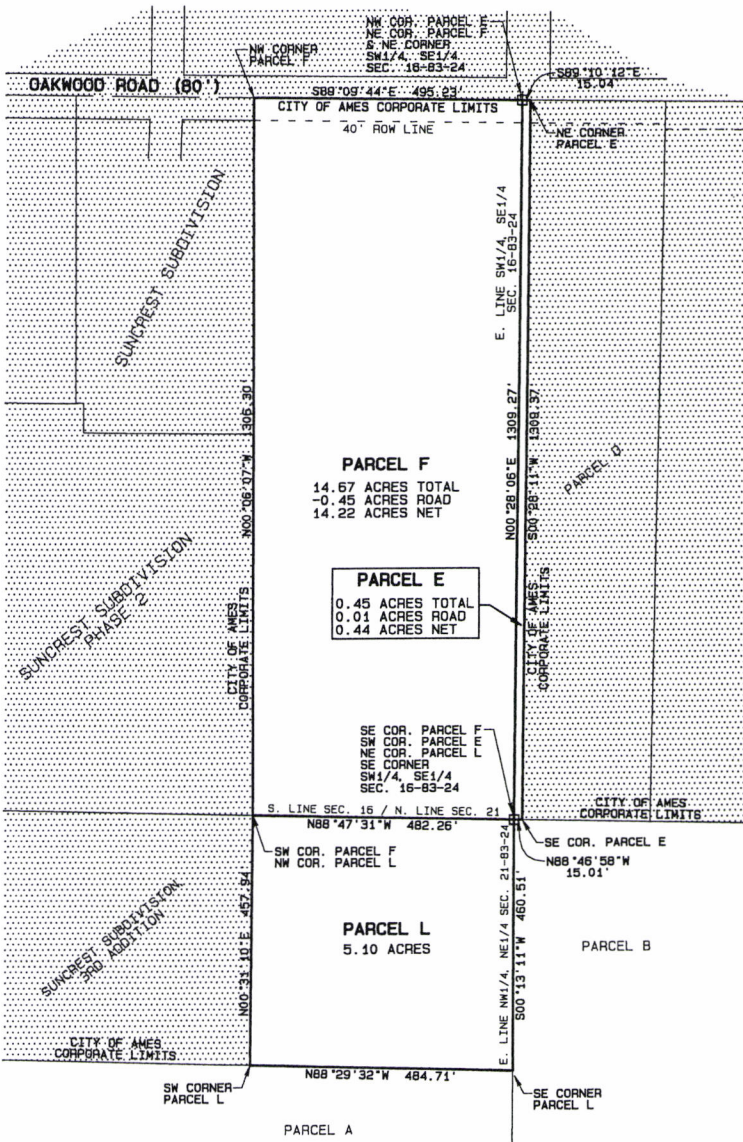 NW COR. PARCEL E
NE COR. PARCEL F
& NE CORNER
SW1/4, SE1/4
SEC. 16-83-24
NW CORNER
PARCEL F
OAKWOOD ROAD (80')
S89°10'12"E
15.04'
S89°09'44"E 495.23'
CITY OF AMES CORPORATE LIMITS
40' ROW LINE
NE CORNER
PARCEL E
SUNCREST SUBDIVISION
E. LINE SW1/4, SE1/4
SEC. 16-83-24
N00°06'07"W 1306.30'
N00°28'06"E 1309.27'
S00°28'11"W 1309.37'
PARCEL D
PARCEL F
14.67 ACRES TOTAL
-0.45 ACRES ROAD
14.22 ACRES NET
PARCEL E
0.45 ACRES TOTAL
0.01 ACRES ROAD
0.44 ACRES NET
SUNCREST SUBDIVISION
PHASE 2
CITY OF AMES
CORPORATE LIMITS
CITY OF AMES
CORPORATE LIMITS
SE COR. PARCEL F
SW COR. PARCEL E
NE COR. PARCEL L
SE CORNER
SW1/4, SE1/4
SEC. 16-83-24
S. LINE SEC. 16 / N. LINE SEC. 21
N88°47'31"W 482.26'
CITY OF AMES
CORPORATE LIMITS
SW COR. PARCEL F
NW COR. PARCEL L
SE COR. PARCEL E
N88°46'58"W
15.01'
SUNCREST SUBDIVISION
3RD ADDITION
N00°31'10"E 457.94'
PARCEL L
5.10 ACRES
E. LINE NW1/4, NE1/4 SEC. 21-83-24
S00°13'11"W 460.51'
PARCEL B
CITY OF AMES
CORPORATE LIMITS
N88°29'32"W 484.71'
SW CORNER
PARCEL L
SE CORNER
PARCEL L
PARCEL A